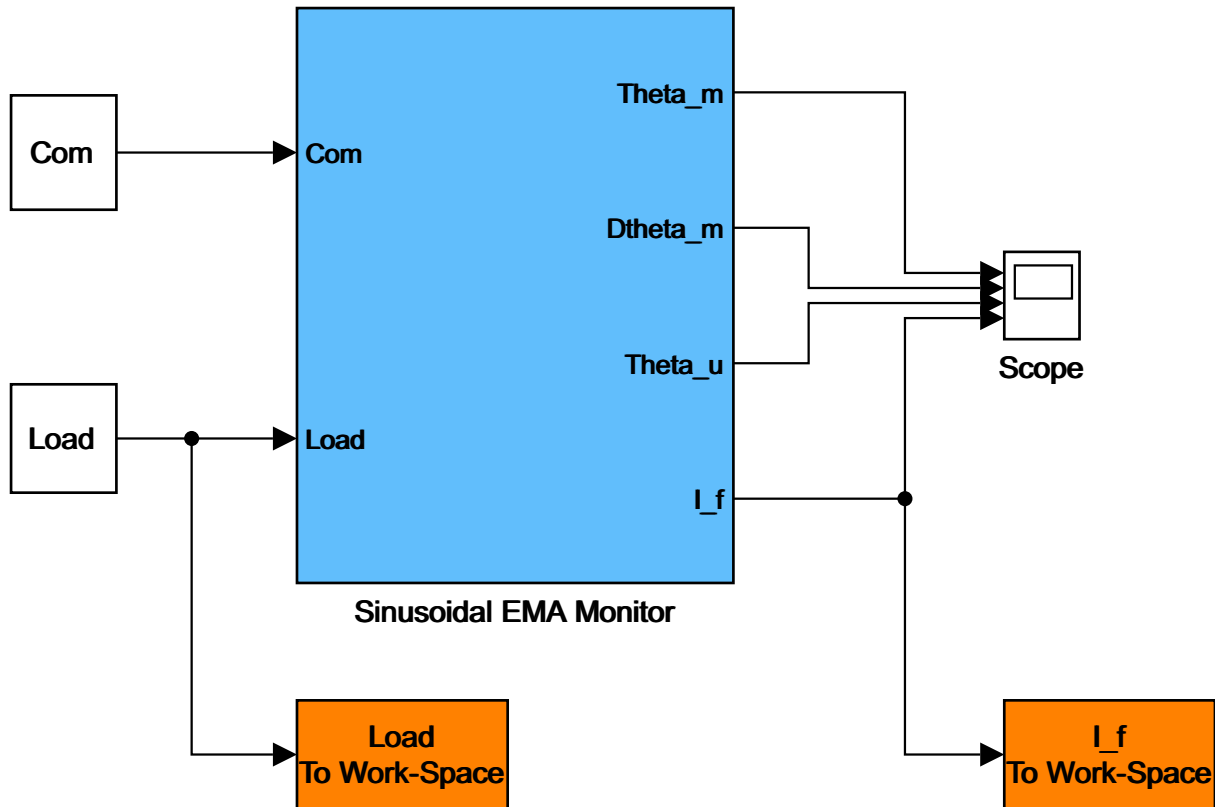 Com
Com
Theta_m
Dtheta_m
Theta_u
Scope
Load
Load
I_f
Sinusoidal EMA Monitor
Load
To Work-Space
I_f
To Work-Space